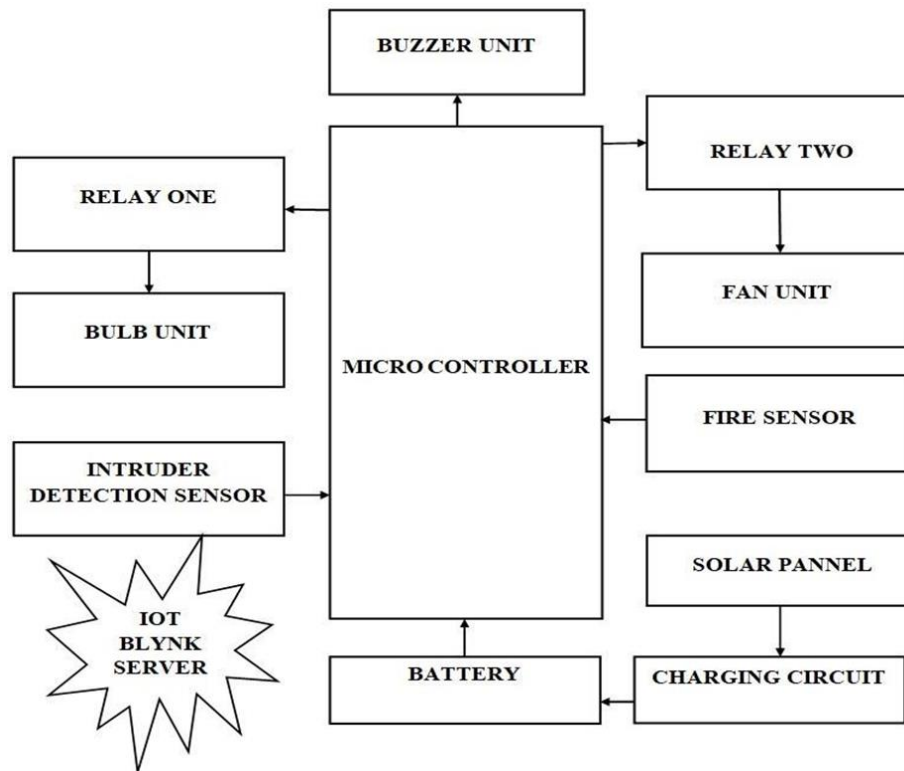 BUZZER UNIT
RELAY TWO
RELAY ONE
FAN UNIT
BULB UNIT
MICRO CONTROLLER
FIRE SENSOR
INTRUDER
DETECTION SENSOR
SOLAR PANNEL
IOT
BLYNK
SERVER
BATTERY
CHARGING CIRCUIT